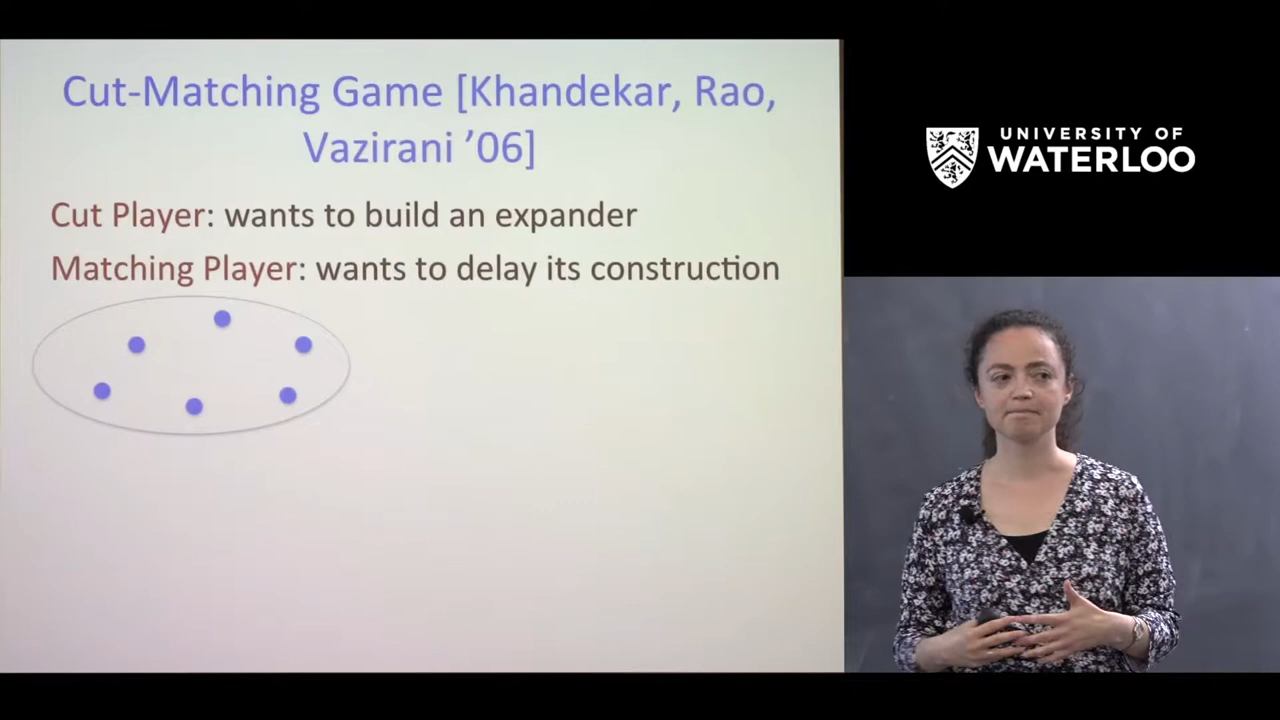 Cut-Matching Game [Khandekar, Rao,
Vazirani ’06]
Cut Player: wants to build an expander
Matching Player: wants to delay its construction
UNIVERSITY OF
WATERLOO